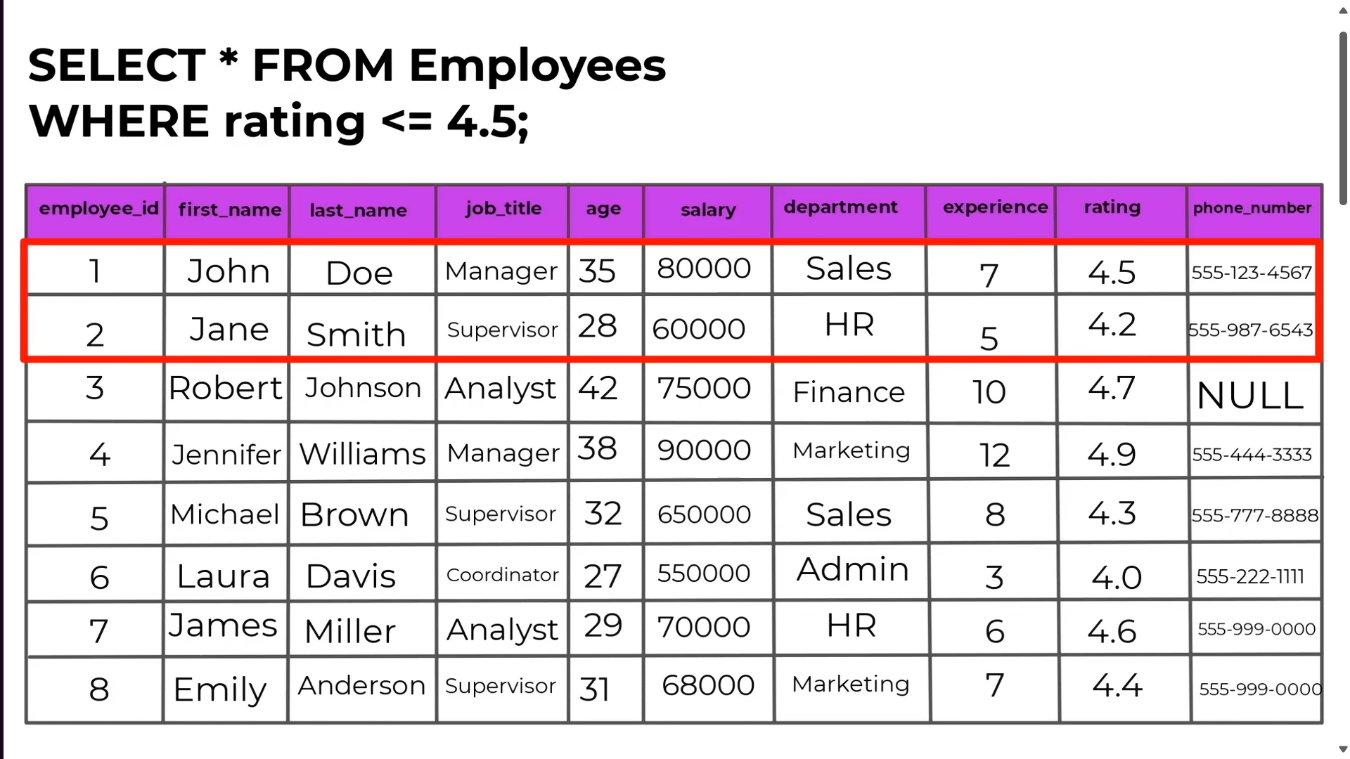 SELECT * FROM Employees
WHERE rating <= 4.5;
employee_id first_name last_name job_title age salary department experience rating phone_number
1 John Doe Manager 35 80000 Sales 7 4.5 555-123-4567
2 Jane Smith Supervisor 28 60000 HR 5 4.2 555-987-6543
3 Robert Johnson Analyst 42 75000 Finance 10 4.7 NULL
4 Jennifer Williams Manager 38 90000 Marketing 12 4.9 555-444-3333
5 Michael Brown Supervisor 32 650000 Sales 8 4.3 555-777-8888
6 Laura Davis Coordinator 27 550000 Admin 3 4.0 555-222-1111
7 James Miller Analyst 29 70000 HR 6 4.6 555-999-0000
8 Emily Anderson Supervisor 31 68000 Marketing 7 4.4 555-999-0000